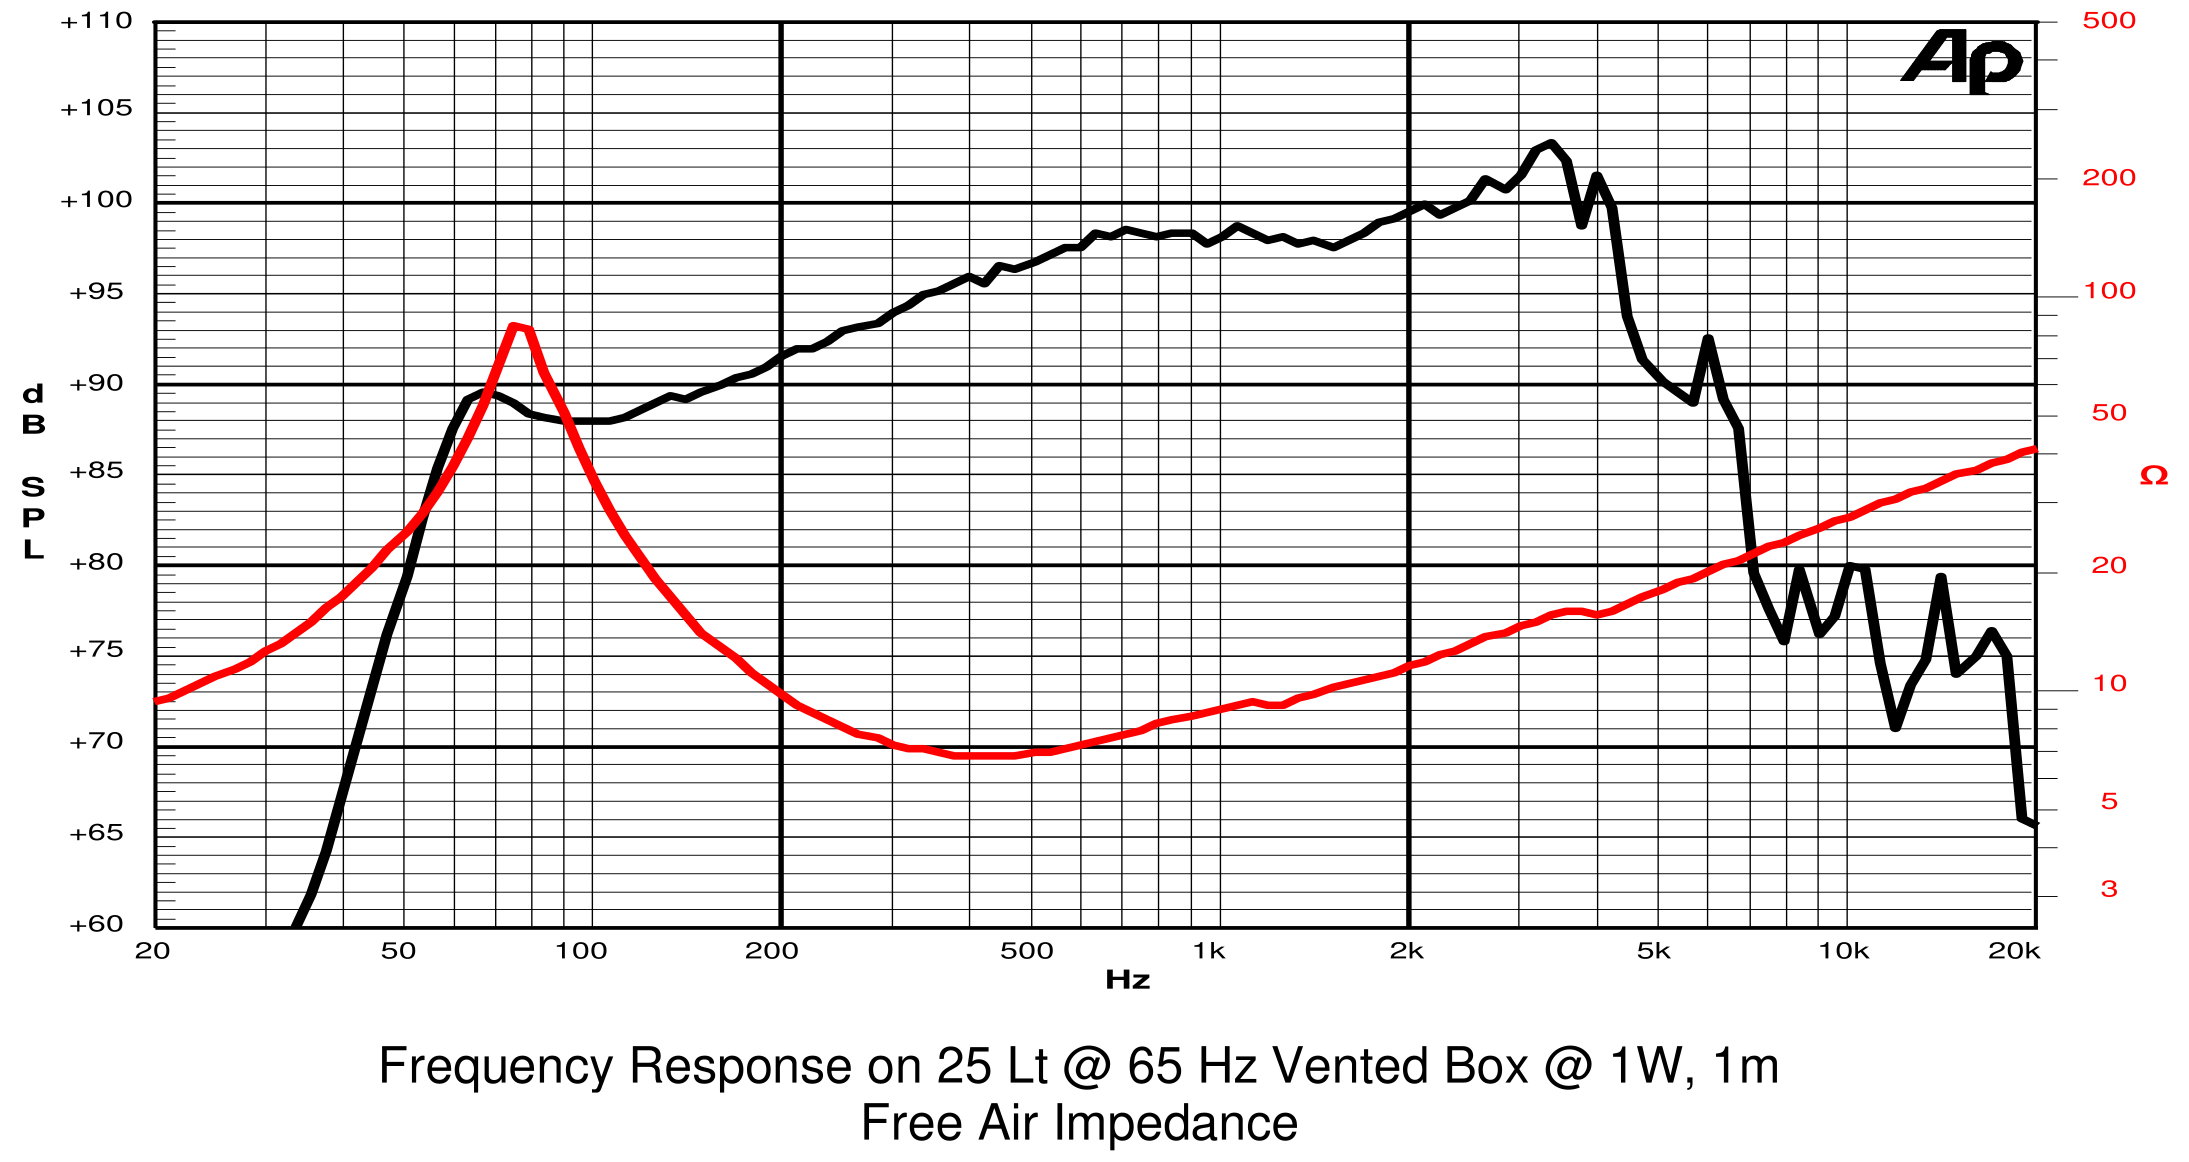 +110
+105
+100
+95
+90
+85
+80
+75
+70
+65
+60
d
B
S
P
L
Ap
500
200
100
50
Ω
20
10
5
3
20 50 100 200 500 1k 2k 5k 10k 20k
Hz
Frequency Response on 25 Lt @ 65 Hz Vented Box @ 1W, 1m
Free Air Impedance